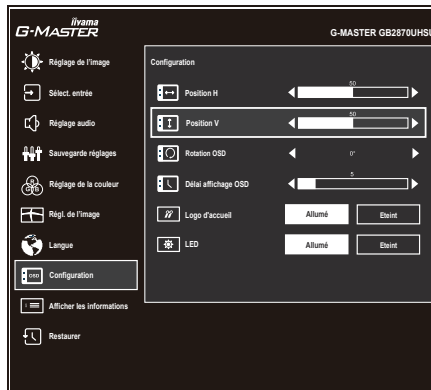 iiyama
G-MASTER
G-MASTER GB2870UHSU
Réglage de l'image
Configuration
Sélect. entrée
Position H
50
Réglage audio
Position V
50
Sauvegarde réglages
Rotation OSD
0°
Réglage de la couleur
Délai affichage OSD
5
Régl. de l'image
Logo d'accueil
Allumé
Eteint
Langue
LED
Allumé
Eteint
OSD
Configuration
Afficher les informations
Restaurer